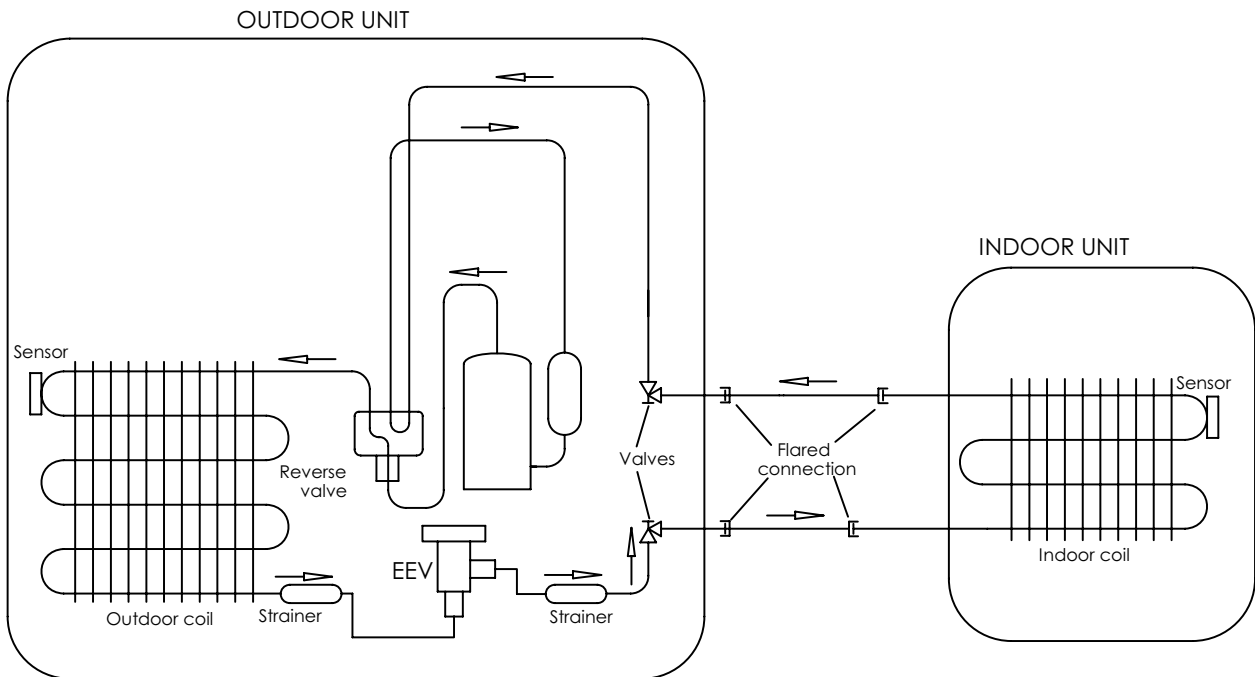 OUTDOOR UNIT
INDOOR UNIT
Sensor
Sensor
Reverse
valve
Valves
Flared
connection
EEV
Indoor coil
Outdoor coil
Strainer
Strainer